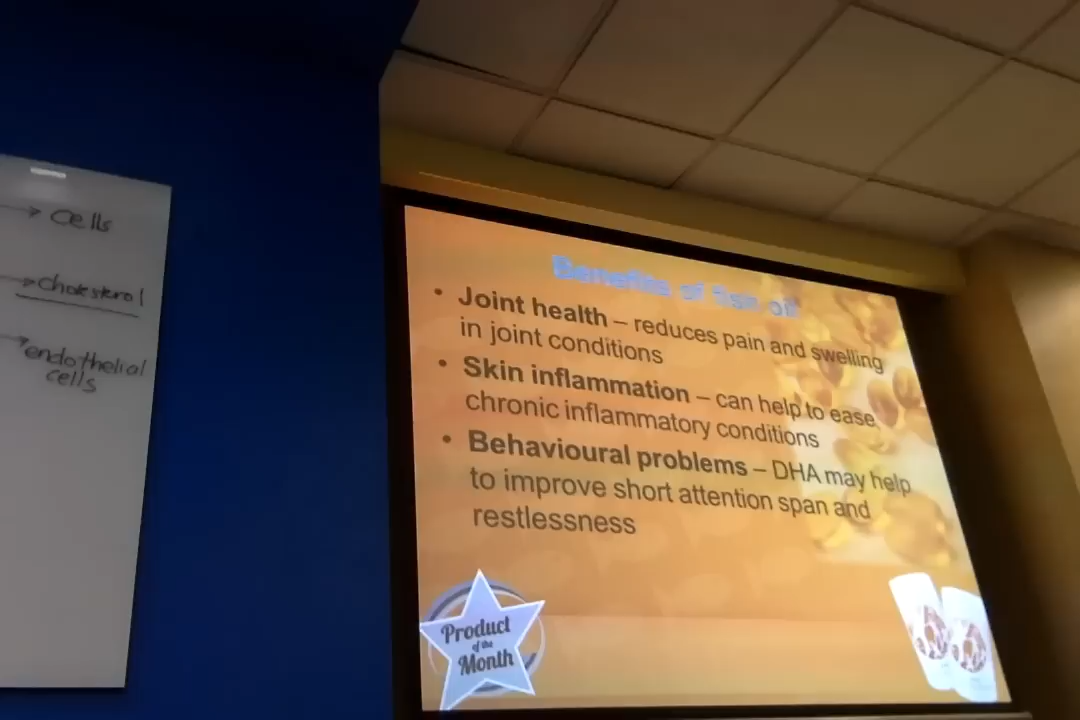 cells
cholesterol
endothelial
cells
Benefits of fish oil
• Joint health – reduces pain and swelling
in joint conditions
• Skin inflammation – can help to ease
chronic inflammatory conditions
• Behavioural problems – DHA may help
to improve short attention span and
restlessness
Product
of the
Month